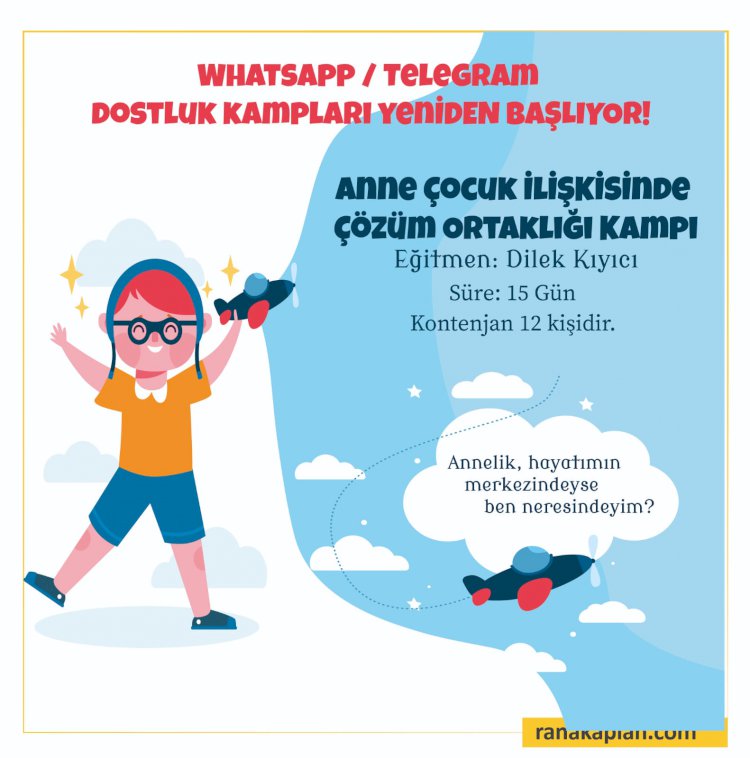 WHATSAPP / TELEGRAM
DOSTLUK KAMPLARI YENİDEN BAŞLIYOR!
ANNE ÇOCUK İLİŞKİSİNDE
ÇÖZÜM ORTAKLIĞI KAMPI
Eğitmen: Dilek Kıyıcı
Süre: 15 Gün
Kontenjan 12 kişidir.
Annelik, hayatımın
merkezindeyse
ben neresindeyim?
ranakaplan.com